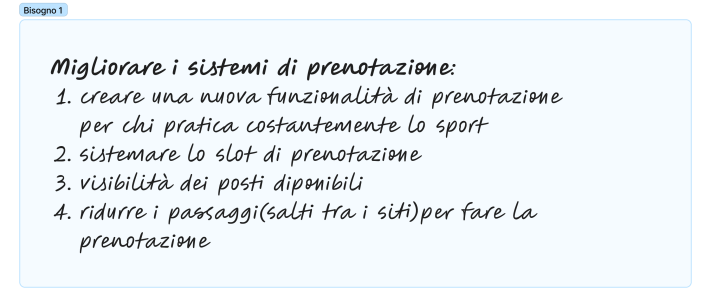 Bisogno 1
Migliorare i sistemi di prenotazione:
1. creare una nuova funzionalità di prenotazione
per chi pratica costantemente lo sport
2. sistemare lo slot di prenotazione
3. visibilità dei posti diponibili
4. ridurre i passaggi(salti tra i siti)per fare la
prenotazione